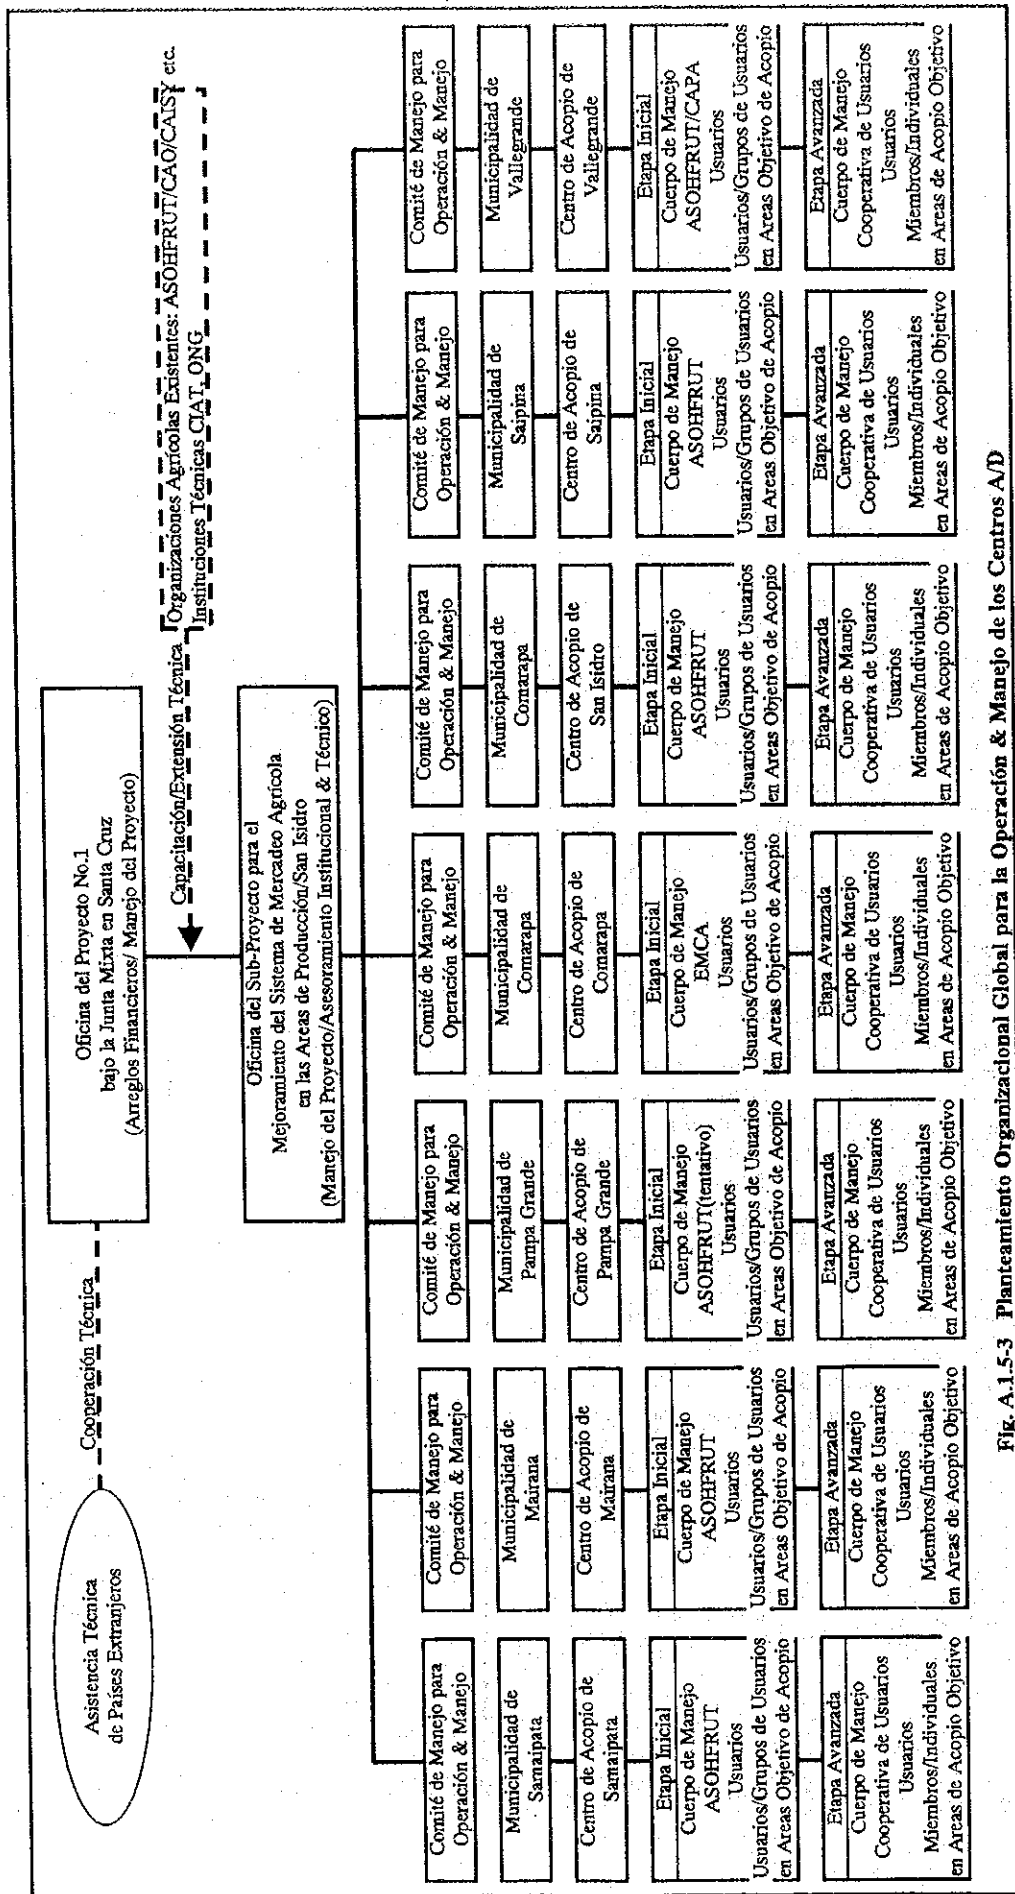 Asistencia Técnica
de Países Extranjeros
Cooperación Técnica
Oficina del Proyecto No.1
bajo la Junta Mixta en Santa Cruz
(Arreglos Financieros/ Manejo del Proyecto)
Capacitación/Extensión Técnica
Organizaciones Agrícolas Existentes: ASOHFRUT/CAO/CAISY etc.
Instituciones Técnicas CIAT, ONG
Oficina del Sub-Proyecto para el
Mejoramiento del Sistema de Mercadeo Agrícola
en las Areas de Producción/San Isidro
(Manejo del Proyecto/Asesoramiento Institucional & Técnico)
Comité de Manejo para
Operación & Manejo
Municipalidad de
Samaipata
Centro de Acopio de
Samaipata
Etapa Inicial
Cuerpo de Manejo
ASOHFRUT
Usuarios
Usuarios/Grupos de Usuarios
en Areas Objetivo de Acopio
Etapa Avanzada
Cuerpo de Manejo
Cooperativa de Usuarios
Usuarios
Miembros/Individuales
en Areas de Acopio Objetivo
Comité de Manejo para
Operación & Manejo
Municipalidad de
Mairana
Centro de Acopio de
Mairana
Etapa Inicial
Cuerpo de Manejo
ASOHFRUT
Usuarios
Usuarios/Grupos de Usuarios
en Areas Objetivo de Acopio
Etapa Avanzada
Cuerpo de Manejo
Cooperativa de Usuarios
Usuarios
Miembros/Individuales
en Areas de Acopio Objetivo
Comité de Manejo para
Operación & Manejo
Municipalidad de
Pampa Grande
Centro de Acopio de
Pampa Grande
Etapa Inicial
Cuerpo de Manejo
ASOHFRUT(tentativo)
Usuarios
Usuarios/Grupos de Usuarios
en Areas Objetivo de Acopio
Etapa Avanzada
Cuerpo de Manejo
Cooperativa de Usuarios
Usuarios
Miembros/Individuales
en Areas de Acopio Objetivo
Comité de Manejo para
Operación & Manejo
Municipalidad de
Comarapa
Centro de Acopio de
Comarapa
Etapa Inicial
Cuerpo de Manejo
EMCA
Usuarios
Usuarios/Grupos de Usuarios
en Areas Objetivo de Acopio
Etapa Avanzada
Cuerpo de Manejo
Cooperativa de Usuarios
Usuarios
Miembros/Individuales
en Areas de Acopio Objetivo
Comité de Manejo para
Operación & Manejo
Municipalidad de
Comarapa
Centro de Acopio de
San Isidro
Etapa Inicial
Cuerpo de Manejo
ASOHFRUT
Usuarios
Usuarios/Grupos de Usuarios
en Areas Objetivo de Acopio
Etapa Avanzada
Cuerpo de Manejo
Cooperativa de Usuarios
Usuarios
Miembros/Individuales
en Areas de Acopio Objetivo
Comité de Manejo para
Operación & Manejo
Municipalidad de
Saipina
Centro de Acopio de
Saipina
Etapa Inicial
Cuerpo de Manejo
ASOHFRUT
Usuarios
Usuarios/Grupos de Usuarios
en Areas Objetivo de Acopio
Etapa Avanzada
Cuerpo de Manejo
Cooperativa de Usuarios
Usuarios
Miembros/Individuales
en Areas de Acopio Objetivo
Comité de Manejo para
Operación & Manejo
Municipalidad de
Vallegrande
Centro de Acopio de
Vallegrande
Etapa Inicial
Cuerpo de Manejo
ASOHFRUT/CAPA
Usuarios
Usuarios/Grupos de Usuarios
en Areas Objetivo de Acopio
Etapa Avanzada
Cuerpo de Manejo
Cooperativa de Usuarios
Usuarios
Miembros/Individuales
en Areas de Acopio Objetivo
Fig. A.1.5-3 Planteamiento Organizacional Global para la Operación & Manejo de los Centros A/D